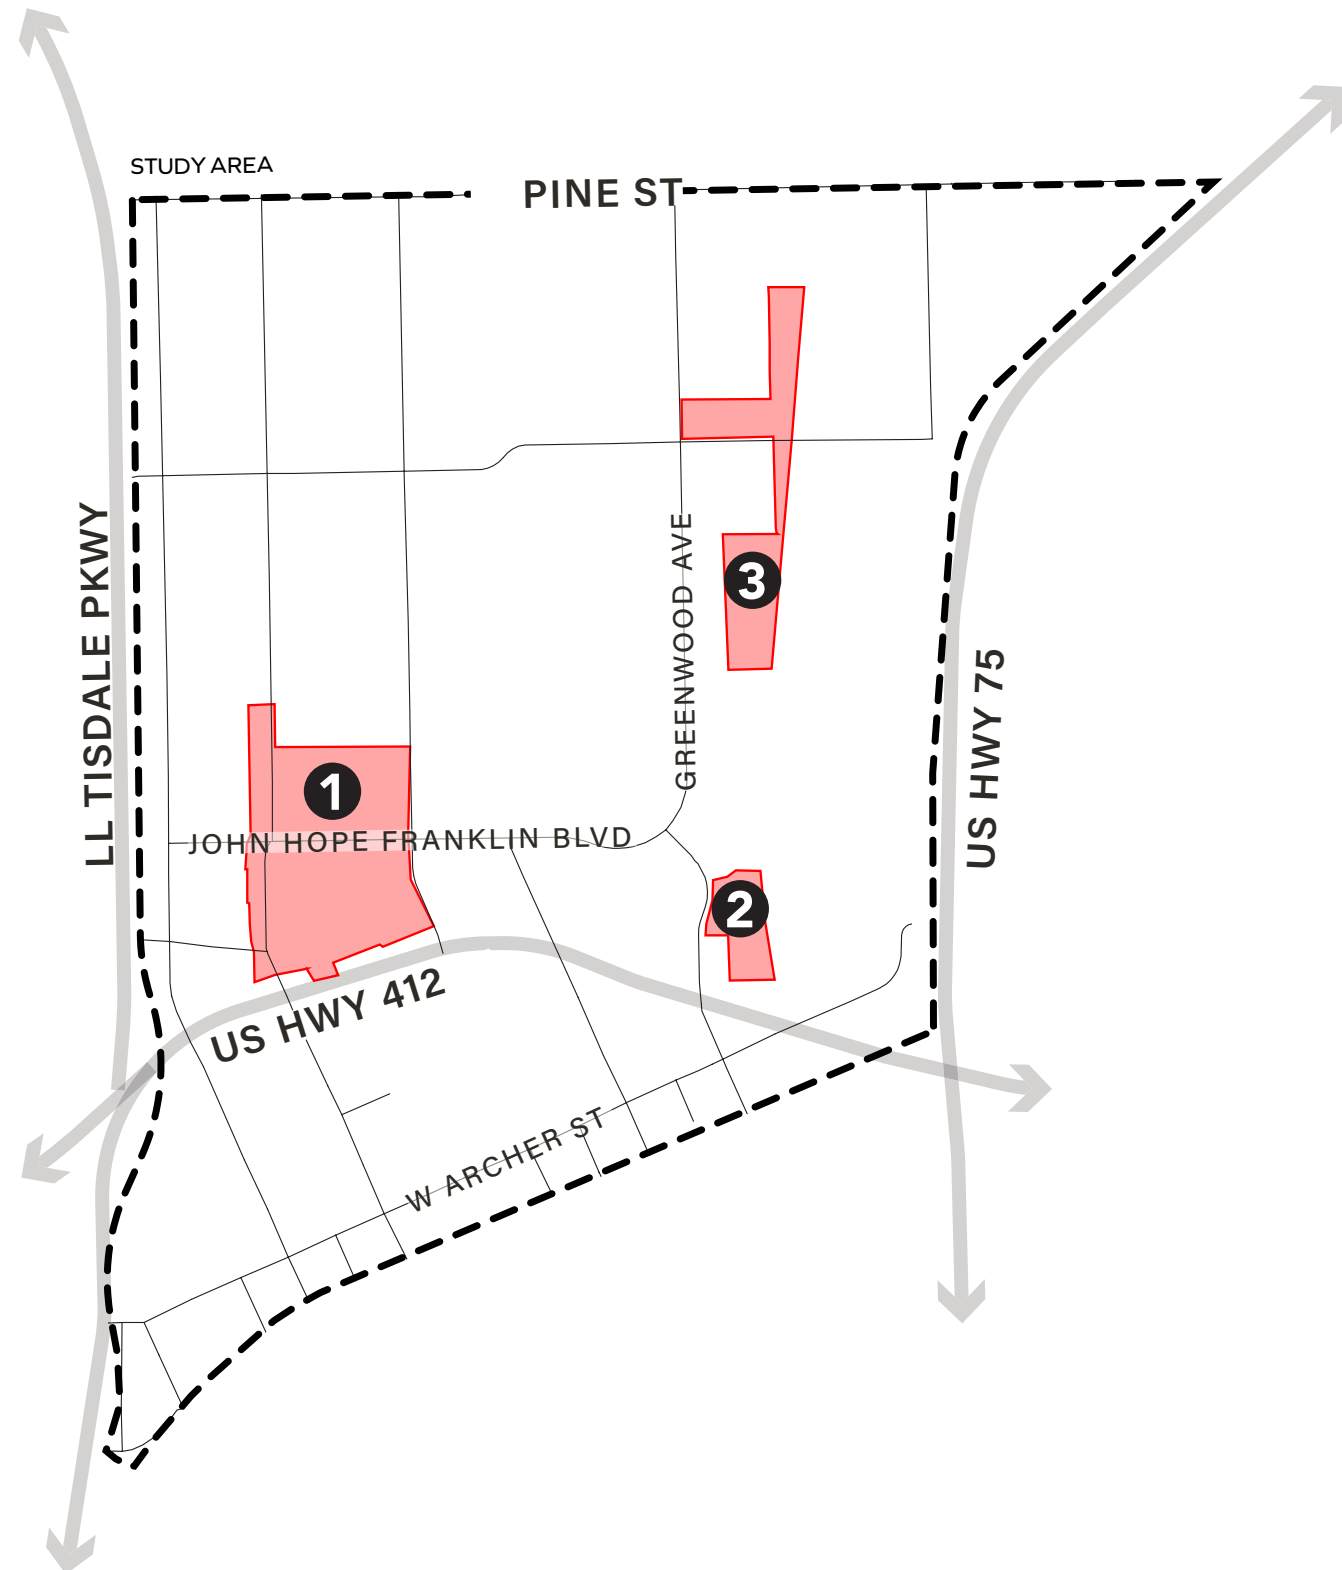 STUDY AREA
PINE ST
LL TISDALE PKWY
GREENWOOD AVE
3
US HWY 75
1
JOHN HOPE FRANKLIN BLVD
2
US HWY 412
W ARCHER ST